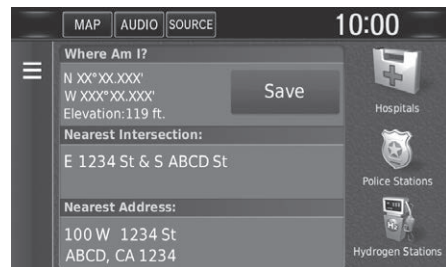 MAP AUDIO SOURCE 10:00
Where Am I?
N XX°XX.XXX'
W XXX°XX.XXX'
Elevation:119 ft.
Save
Nearest Intersection:
E 1234 St & S ABCD St
Nearest Address:
100 W 1234 St
ABCD, CA 1234
Hospitals
Police Stations
Hydrogen Stations